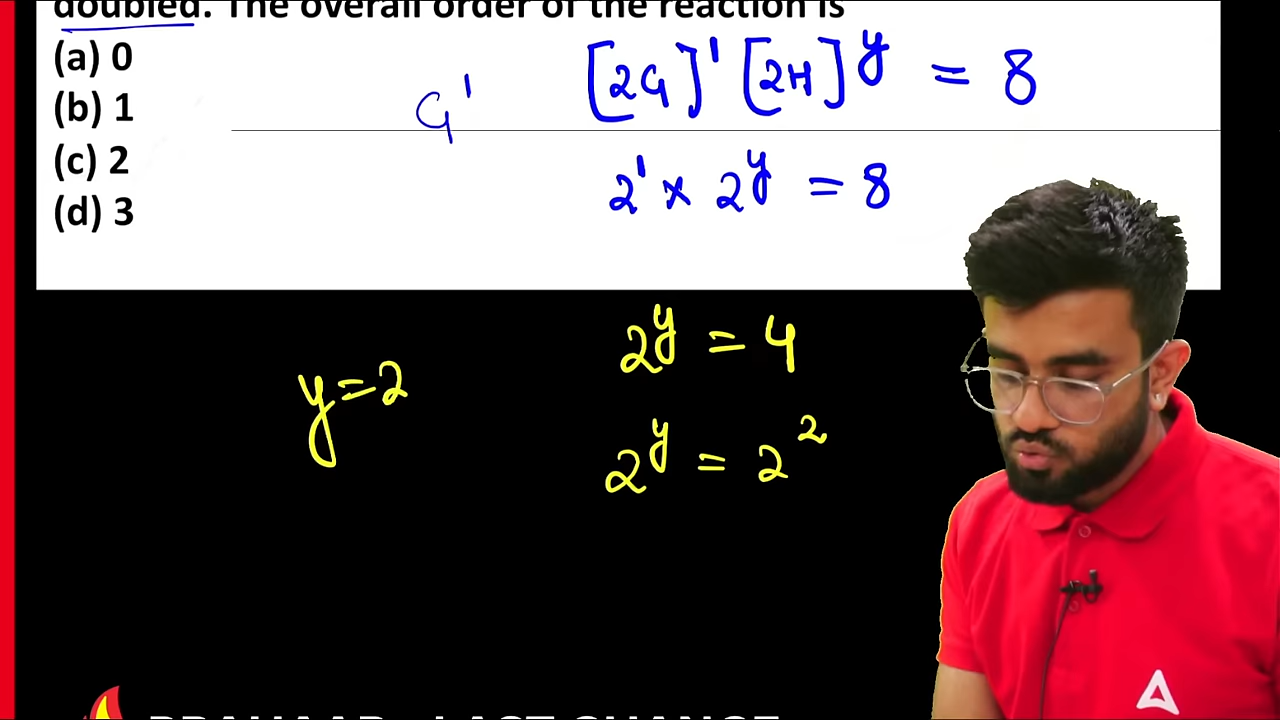 doubled. The overall order of the reaction is
(a) 0
(b) 1
(c) 2
(d) 3
G¹ [2G]¹ [2H]ʸ = 8
2¹ × 2ʸ = 8
2ʸ = 4
y = 2
2ʸ = 2²